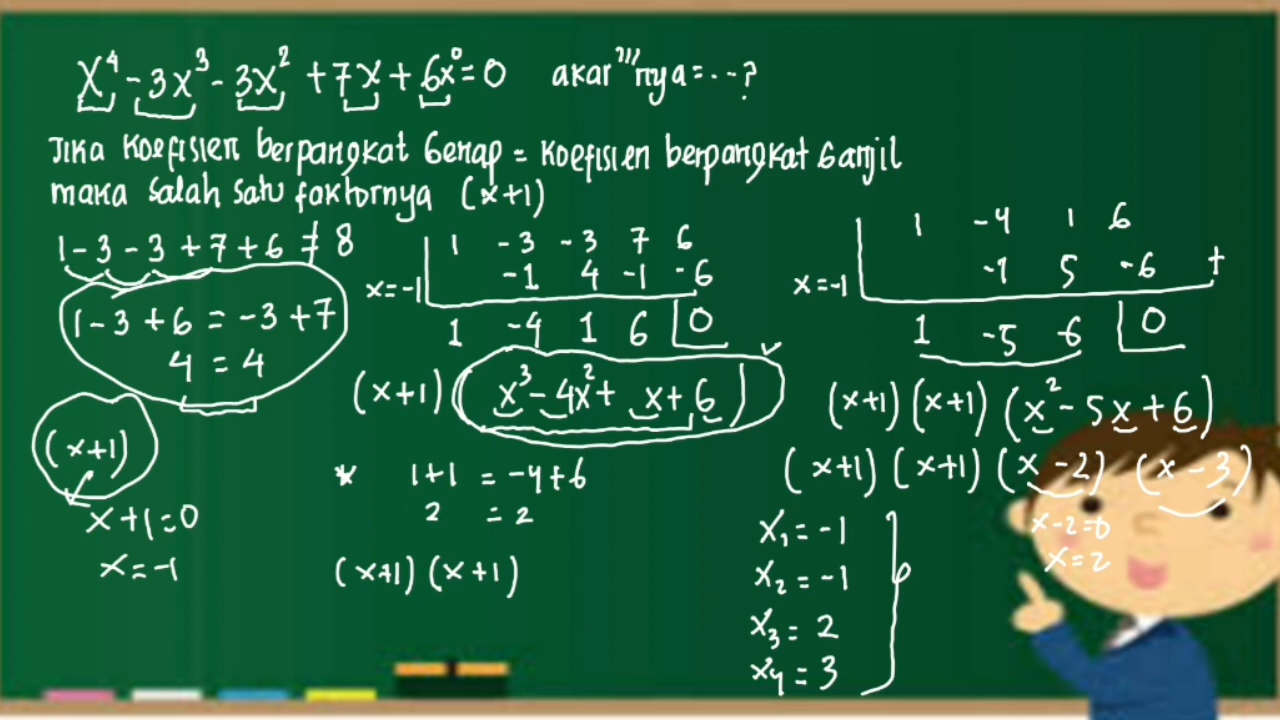 x⁴ - 3x³ - 3x² + 7x + 6x⁰ = 0 akar"'nya = . - - ?
Jika Koefisien berpangkat Genap = Koefisien berpangkat Ganjil
maka Salah Satu faktornya (x+1)
1 - 3 - 3 + 7 + 6 ≠ 8
1 - 3 + 6 = -3 + 7
4 = 4
(x+1)
x+1=0
x=-1
1 -3 -3 7 6
x=-1 -1 4 -1 -6
1 -4 1 6 0
(x+1) (x³ - 4x² + x + 6)
* 1+1 = -4+6
2 = 2
(x+1) (x+1)
1 -4 1 6
x=-1 -1 5 -6 +
1 -5 6 0
(x+1) (x+1) (x² - 5x + 6)
(x+1) (x+1) (x-2) (x-3)
x-2=0
x=2
x₁ = -1
x₂ = -1
x₃ = 2
x₄ = 3